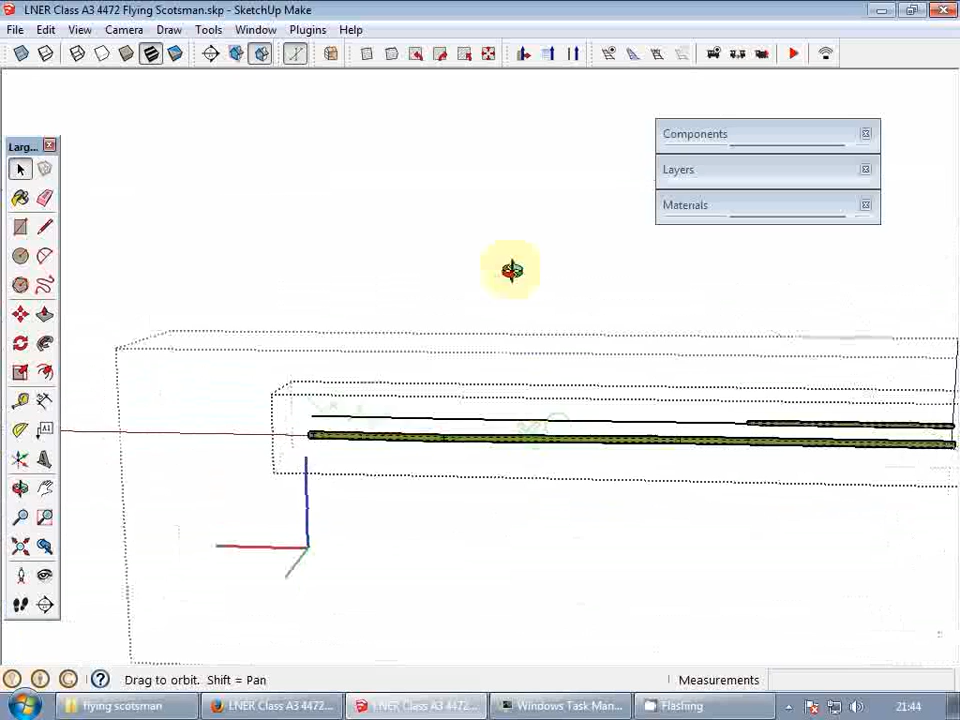 LNER Class A3 4472 Flying Scotsman.skp - SketchUp Make
File Edit View Camera Draw Tools Window Plugins Help
Components
Larg...
Layers
Materials
A1
Drag to orbit. Shift = Pan
Measurements
flying scotsman
LNER Class A3 4472...
LNER Class A3 4472...
Windows Task Man...
Flashing
21:44